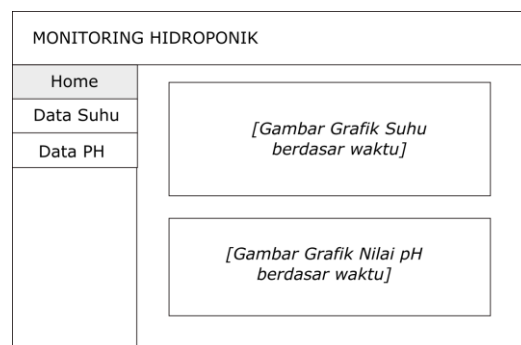 MONITORING HIDROPONIK
Home
Data Suhu
Data PH
[Gambar Grafik Suhu
berdasar waktu]
[Gambar Grafik Nilai pH
berdasar waktu]